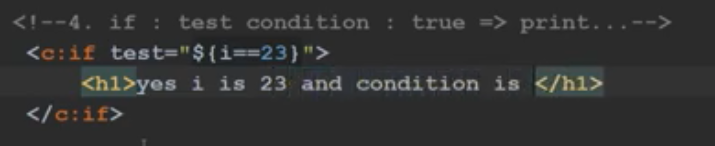 <!--4. if : test condition : true => print...-->
<c:if test="${i==23}">
<h1>yes i is 23 and condition is </h1>
</c:if>